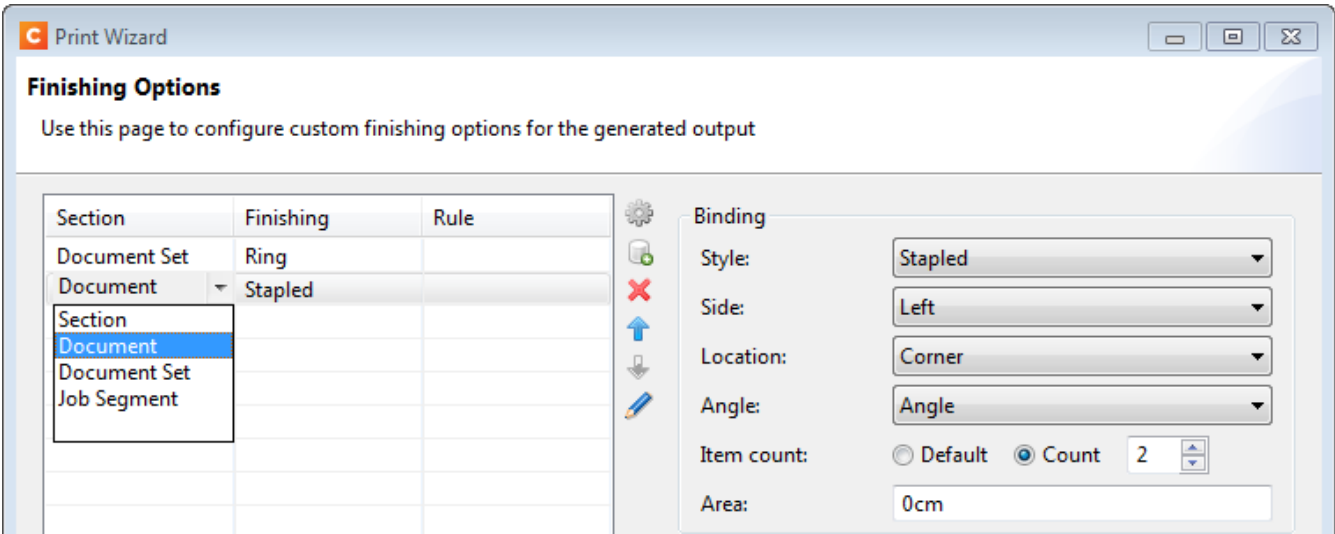 C Print Wizard
Finishing Options
Use this page to configure custom finishing options for the generated output
Section Finishing Rule
Document Set Ring
Document Stapled
Section
Document
Document Set
Job Segment
Binding
Style: Stapled
Side: Left
Location: Corner
Angle: Angle
Item count: Default Count 2
Area: 0cm